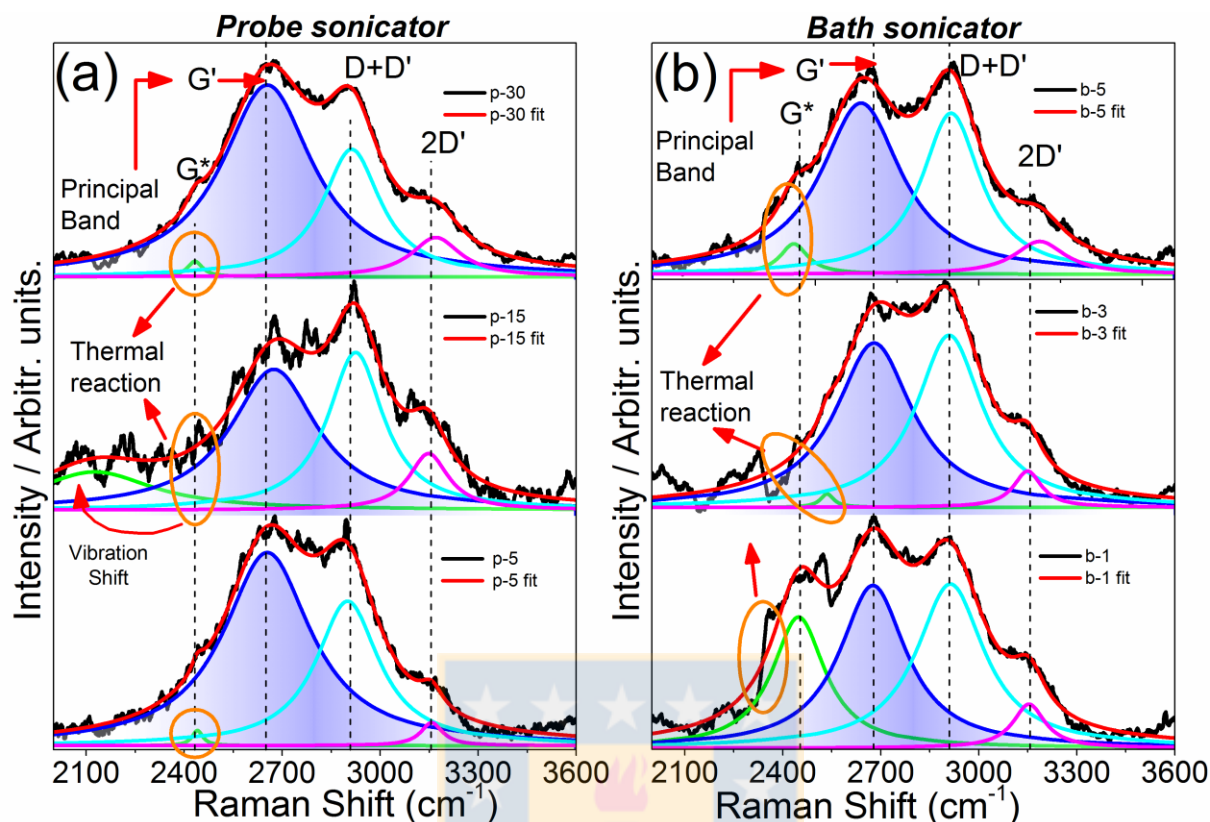 Probe sonicator
(a)
G'
D+D'
p-30
p-30 fit
G*
2D'
Principal
Band
Thermal
reaction
p-15
p-15 fit
Vibration
Shift
p-5
p-5 fit
2100 2400 2700 3000 3300 3600
Raman Shift (cm-1)
Intensity / Arbitr. units.
Bath sonicator
(b)
G'
D+D'
b-5
b-5 fit
G*
2D'
Principal
Band
Thermal
reaction
b-3
b-3 fit
b-1
b-1 fit
2100 2400 2700 3000 3300 3600
Raman Shift (cm-1)
Intensity / Arbitr. units.